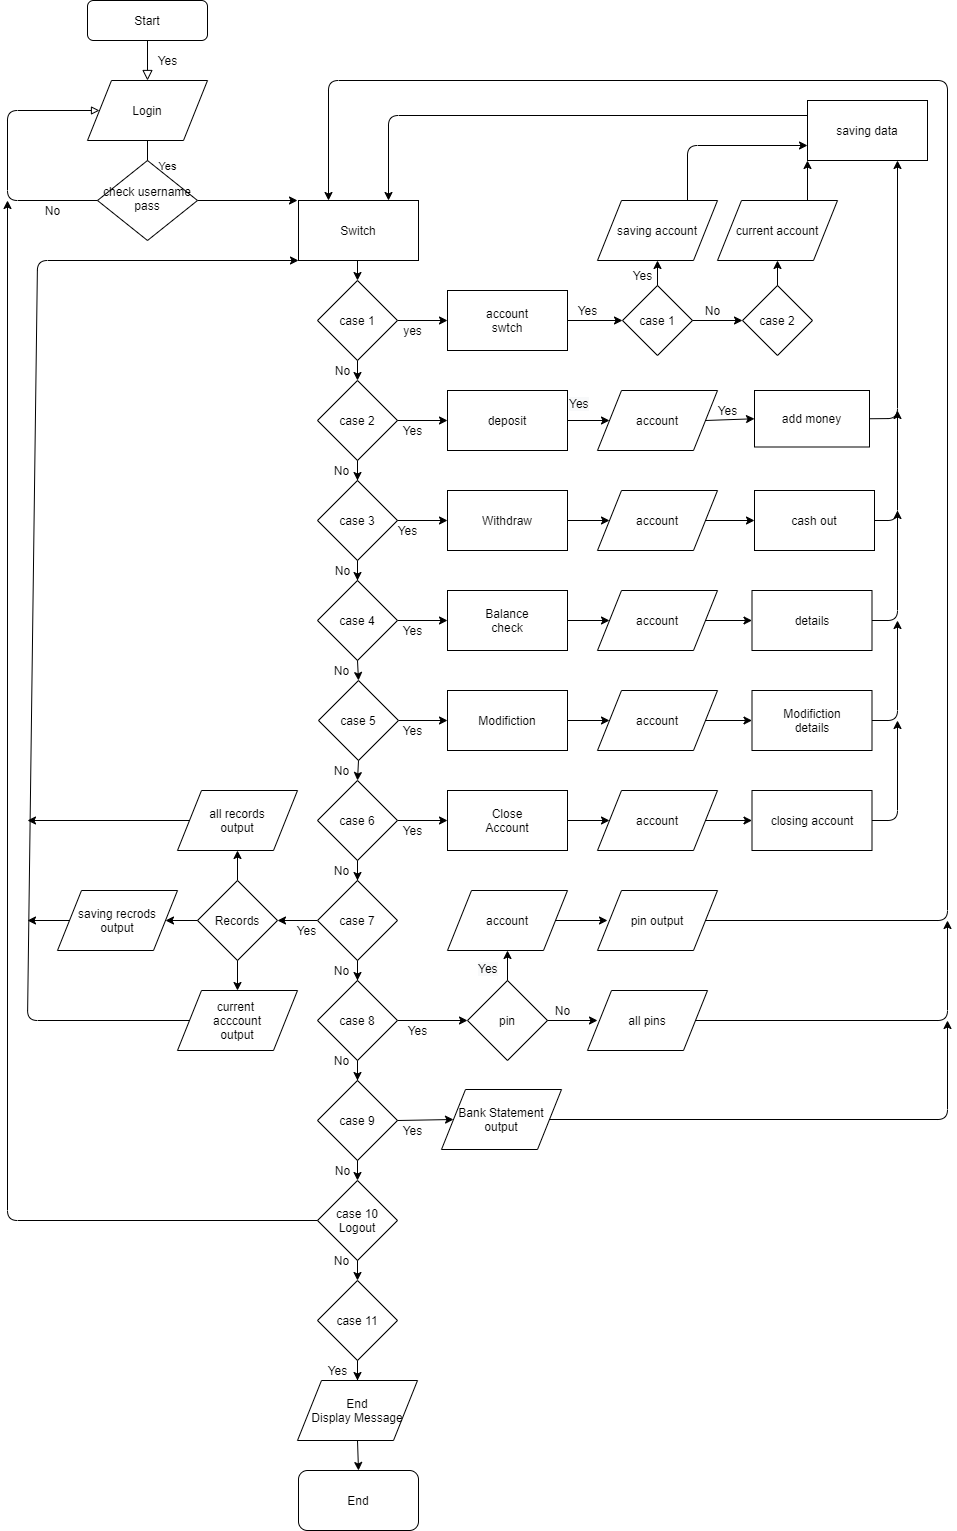 Start
Yes
Login
Yes
check username
pass
No
saving data
Switch
saving account
current account
Yes
case 1
yes
account
swtch
Yes
case 1
No
case 2
No
case 2
Yes
deposit
Yes
account
Yes
add money
No
case 3
Yes
Withdraw
account
cash out
No
case 4
Yes
Balance
check
account
details
No
case 5
Yes
Modifiction
account
Modifiction
details
No
all records
output
case 6
Yes
Close
Account
account
closing account
No
saving recrods
output
Records
Yes
case 7
account
pin output
No
Yes
current
acccount
output
case 8
Yes
pin
No
all pins
No
case 9
Yes
Bank Statement
output
No
case 10
Logout
No
case 11
Yes
End
Display Message
End